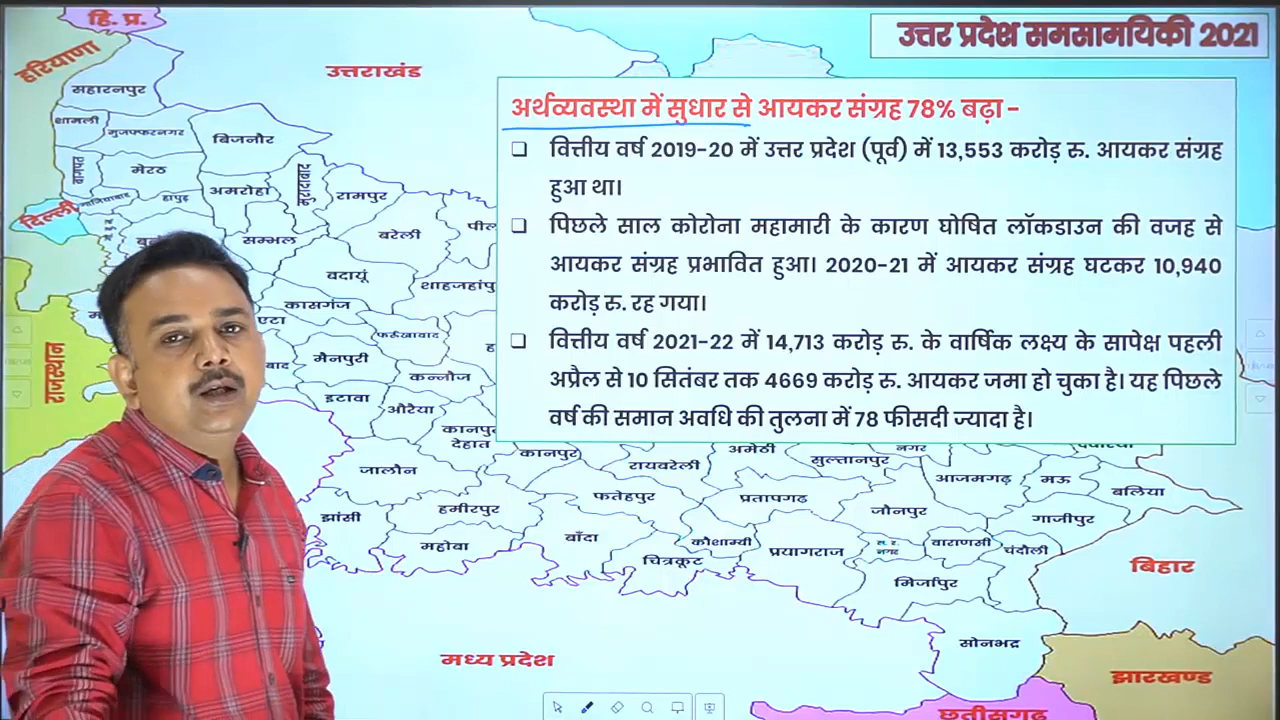 हि. प्र.
उत्तर प्रदेश समसामयिकी 2021
हरियाणा
उत्तराखंड
सहारनपुर
अर्थव्यवस्था में सुधार से आयकर संग्रह 78% बढ़ा -
शामली
मुजफ्फरनगर
बिजनौर
❑ वित्तीय वर्ष 2019-20 में उत्तर प्रदेश (पूर्व) में 13,553 करोड़ रु. आयकर संग्रह
हुआ था।
बागपत
मेरठ
अमरोहा
मुरादाबाद
रामपुर
गाजियाबाद
हापुड़
दिल्ली
❑ पिछले साल कोरोना महामारी के कारण घोषित लॉकडाउन की वजह से
आयकर संग्रह प्रभावित हुआ। 2020-21 में आयकर संग्रह घटकर 10,940
करोड़ रु. रह गया।
सम्भल
बरेली
बदायूं
शाहजहांपु
कासगंज
एटा
फर्रूखाबाद
❑ वित्तीय वर्ष 2021-22 में 14,713 करोड़ रु. के वार्षिक लक्ष्य के सापेक्ष पहली
अप्रैल से 10 सितंबर तक 4669 करोड़ रु. आयकर जमा हो चुका है। यह पिछले
वर्ष की समान अवधि की तुलना में 78 फीसदी ज्यादा है।
राजस्थान
बाद
मैनपुरी
कन्नौज
इटावा
औरैया
कानपुर
देहात
कानपुर
रायबरेली
अमेठी
सुल्तानपुर
नगर
जालौन
आजमगढ़
मऊ
बलिया
फतेहपुर
प्रतापगढ़
जौनपुर
गाजीपुर
झांसी
हमीरपुर
महोबा
बाँदा
चित्रकूट
कौशाम्बी
प्रयागराज
नगर
वाराणसी
चंदौली
मिर्जापुर
बिहार
सोनभद्र
मध्य प्रदेश
झारखण्ड
छत्तीसगढ़